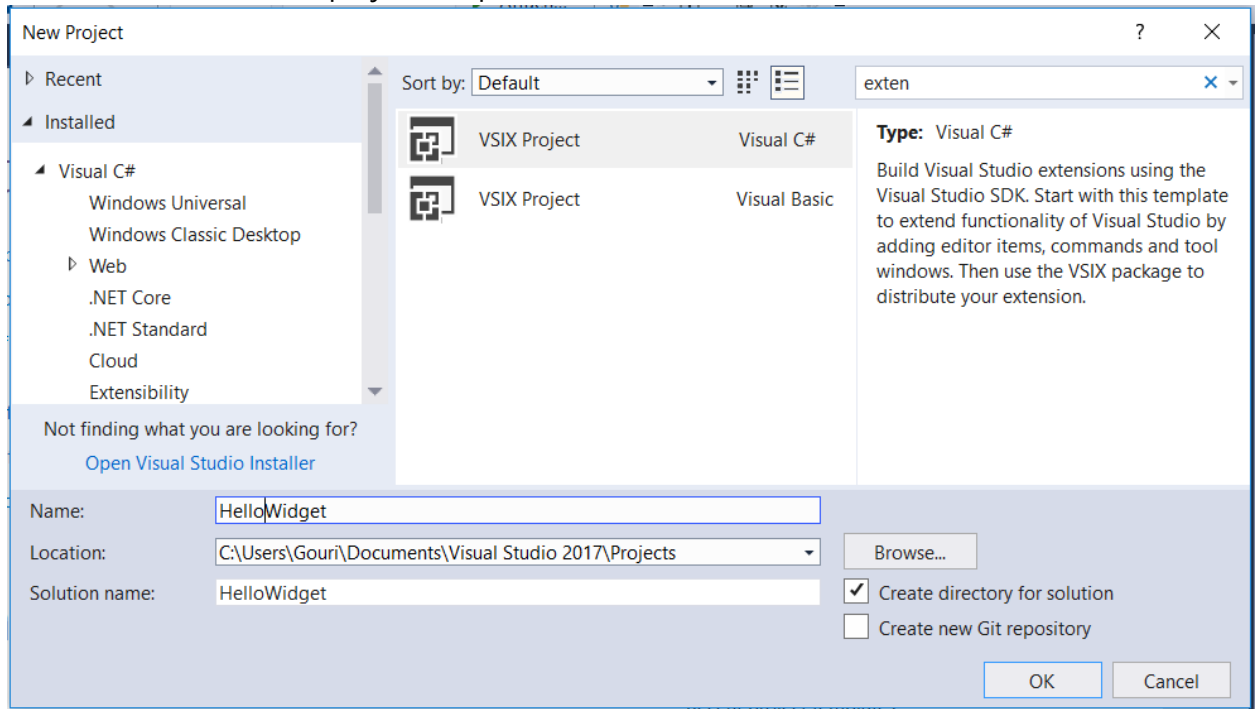 New Project
?
Recent
Installed
Visual C#
Windows Universal
Windows Classic Desktop
Web
.NET Core
.NET Standard
Cloud
Extensibility
Not finding what you are looking for?
Open Visual Studio Installer
Sort by: Default
VSIX Project Visual C#
VSIX Project Visual Basic
exten
Type: Visual C#
Build Visual Studio extensions using the
Visual Studio SDK. Start with this template
to extend functionality of Visual Studio by
adding editor items, commands and tool
windows. Then use the VSIX package to
distribute your extension.
Name: HelloWidget
Location: C:\Users\Gouri\Documents\Visual Studio 2017\Projects
Browse...
Solution name: HelloWidget
Create directory for solution
Create new Git repository
OK
Cancel